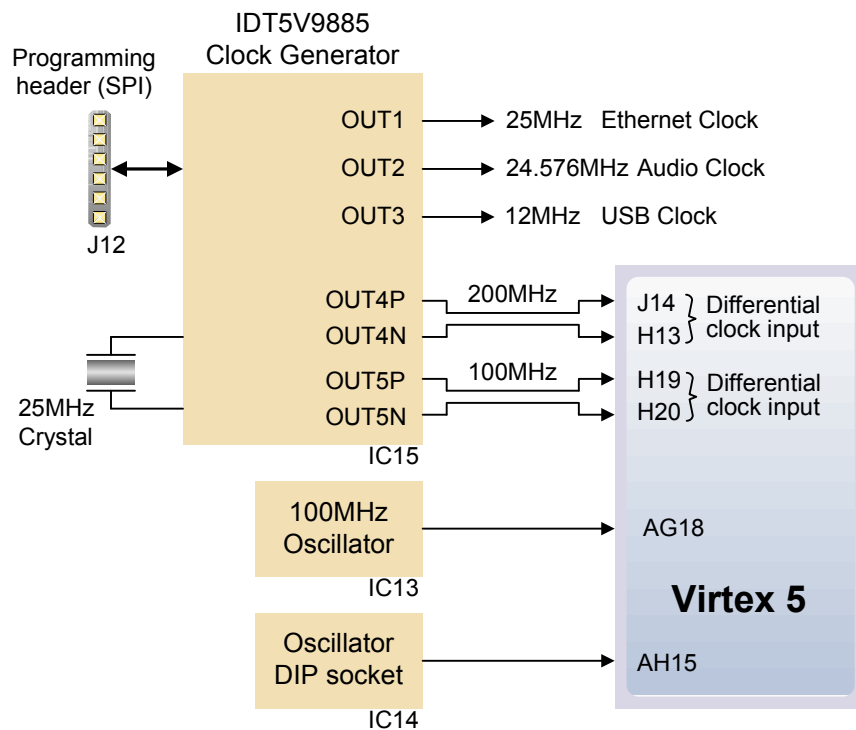 IDT5V9885
Clock Generator
Programming
header (SPI)
J12
OUT1
25MHz Ethernet Clock
OUT2
24.576MHz Audio Clock
OUT3
12MHz USB Clock
OUT4P
200MHz
J14
OUT4N
H13
Differential
clock input
OUT5P
100MHz
H19
OUT5N
H20
Differential
clock input
25MHz
Crystal
IC15
100MHz
Oscillator
IC13
AG18
Virtex 5
Oscillator
DIP socket
IC14
AH15